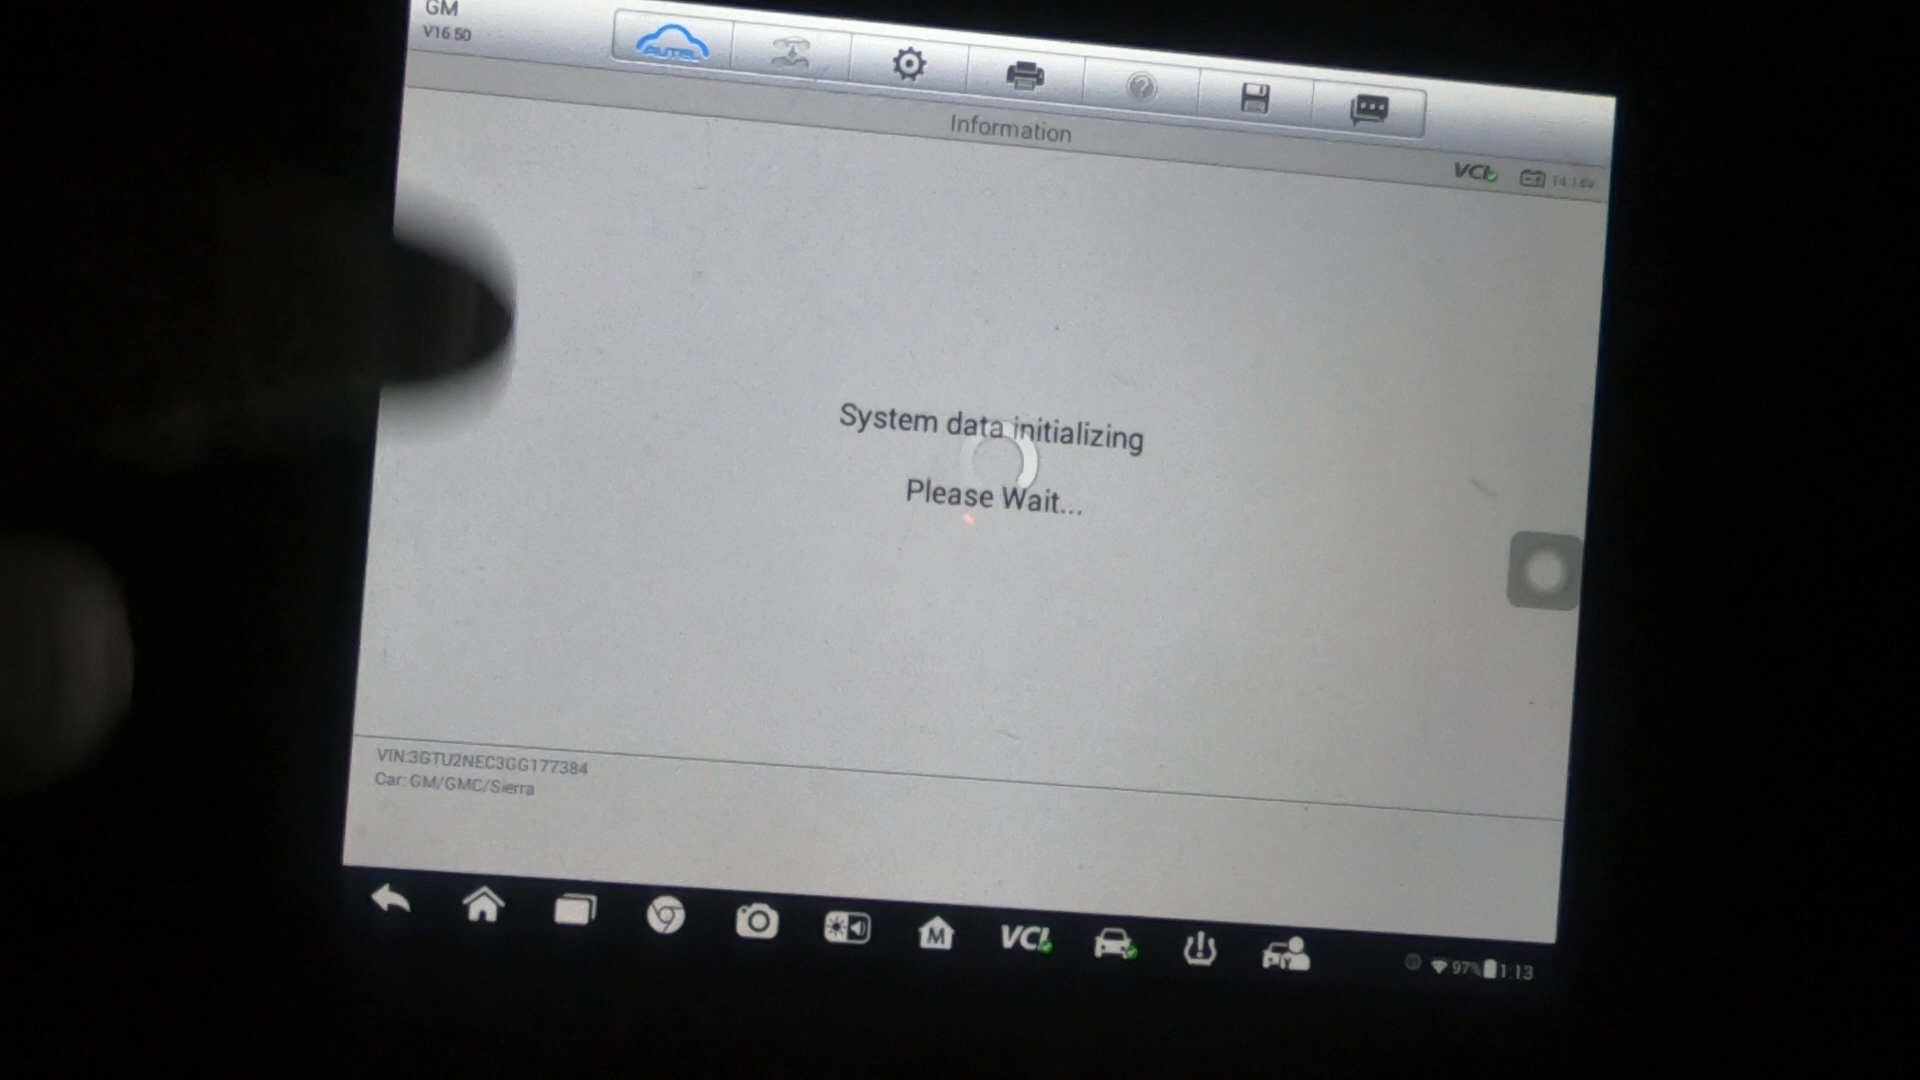 GM
V16.50
AUTEL
Information
VCI
System data initializing
Please Wait...
VIN:3GTU2NEC3GG177384
Car: GM/GMC/Sierra
M
VCI
97%
1:13